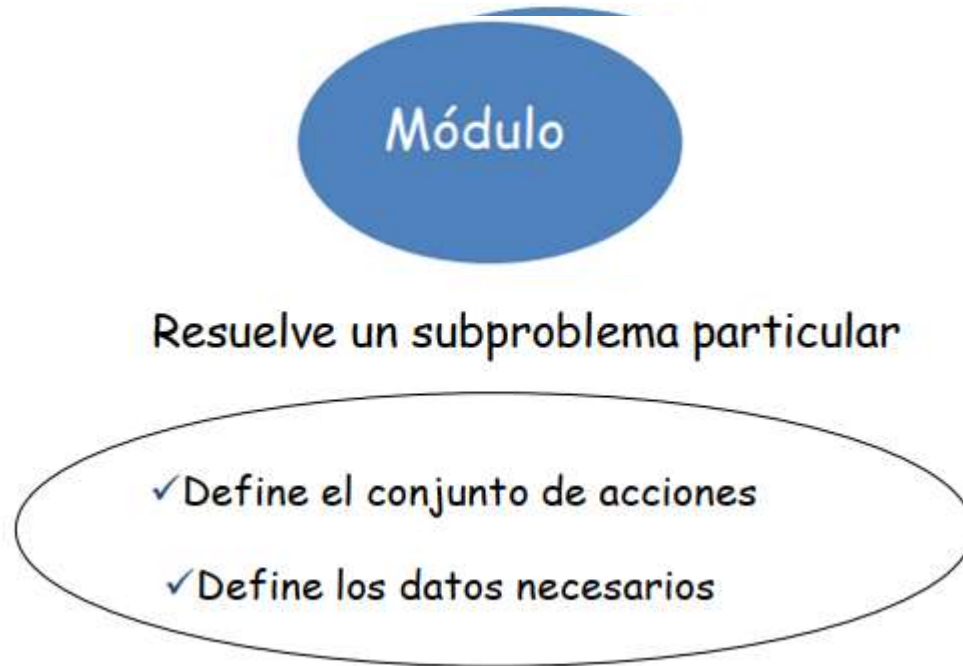 Módulo
Resuelve un subproblema particular
✓Define el conjunto de acciones
✓Define los datos necesarios